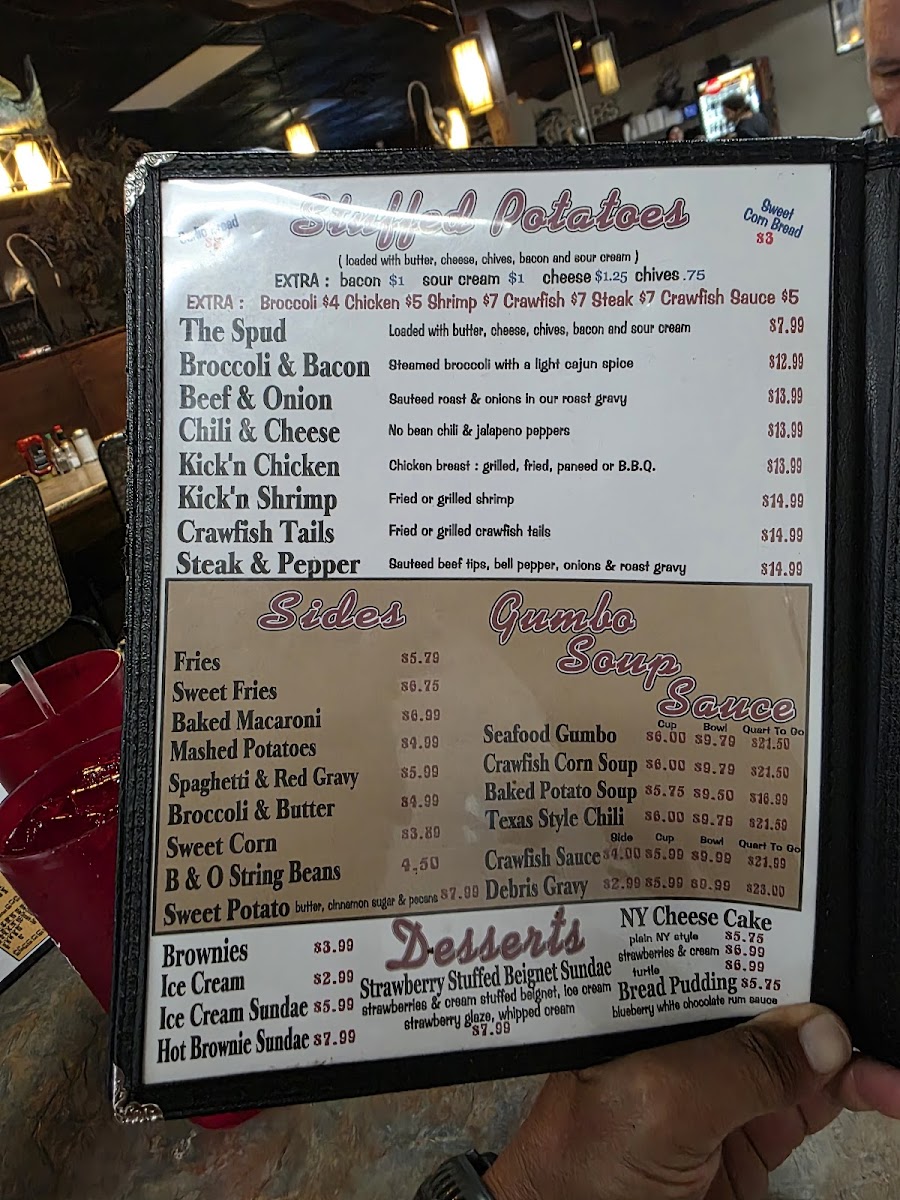 Stuffed Potatoes
Sweet
Corn Bread
$3
( loaded with butter, cheese, chives, bacon and sour cream )
EXTRA : bacon $1 sour cream $1 cheese $1.25 chives .75
EXTRA : Broccoli $4 Chicken $5 Shrimp $7 Crawfish $7 Steak $7 Crawfish Sauce $5
The Spud Loaded with butter, cheese, chives, bacon and sour cream $7.99
Broccoli & Bacon Steamed broccoli with a light cajun spice $12.99
Beef & Onion Sauteed roast & onions in our roast gravy $13.99
Chili & Cheese No bean chili & jalapeno peppers $13.99
Kick'n Chicken Chicken breast : grilled, fried, paneed or B.B.Q. $13.99
Kick'n Shrimp Fried or grilled shrimp $14.99
Crawfish Tails Fried or grilled crawfish tails $14.99
Steak & Pepper Sauteed beef tips, bell pepper, onions & roast gravy $14.99
Sides
Fries $5.79
Sweet Fries $6.75
Baked Macaroni $6.99
Mashed Potatoes $4.99
Spaghetti & Red Gravy $5.99
Broccoli & Butter $4.99
Sweet Corn $3.89
B & O String Beans 4.50
Sweet Potato butter, cinnamon sugar & pecans $7.99
Gumbo
Soup
Sauce
Cup Bowl Quart To Go
Seafood Gumbo $6.00 $9.79 $21.50
Crawfish Corn Soup $6.00 $9.79 $21.50
Baked Potato Soup $5.75 $9.50 $16.99
Texas Style Chili $6.00 $9.79 $21.59
Side Cup Bowl Quart To Go
Crawfish Sauce $4.00 $5.99 $9.99 $21.99
Debris Gravy $2.99 $5.99 $9.99 $23.00
Desserts
Brownies $3.99
Ice Cream $2.99
Ice Cream Sundae $5.99
Hot Brownie Sundae $7.99
Strawberry Stuffed Beignet Sundae
strawberries & cream stuffed beignet, ice cream
strawberry glaze, whipped cream
$7.99
NY Cheese Cake
plain NY style $5.75
strawberries & cream $6.99
turtle $6.99
Bread Pudding $5.75
blueberry white chocolate rum sauce